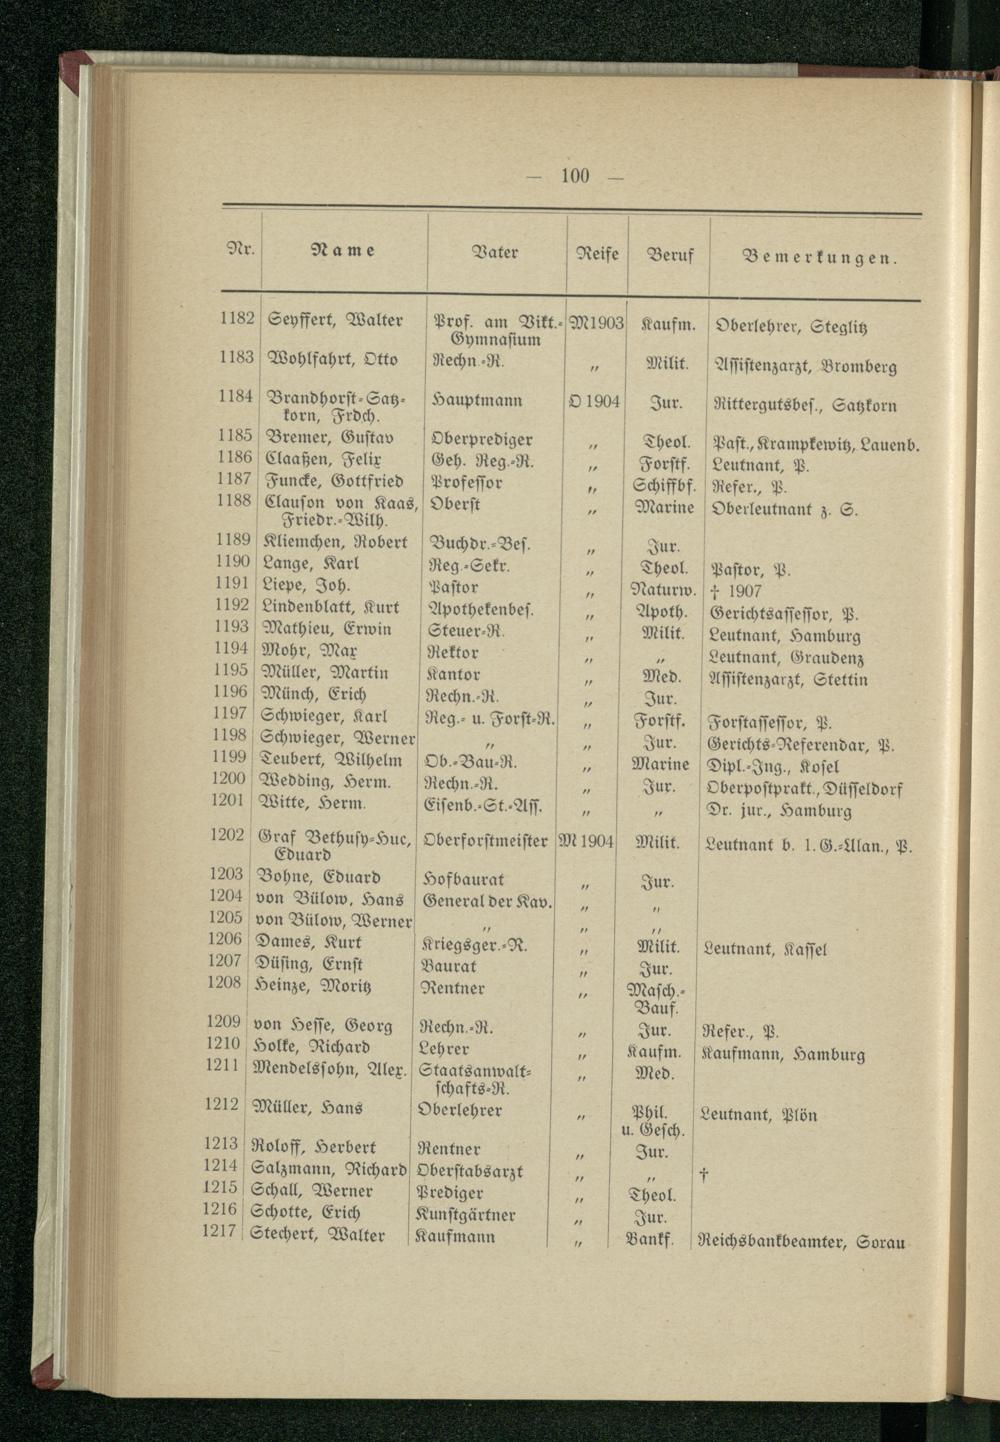 — 100 —
Nr. Name Vater Reife Beruf Bemerkungen.
1182 Seyffert, Walter Prof. am Vikt.- M1903 Kaufm. Oberlehrer, Steglitz
Gymnasium
1183 Wohlfahrt, Otto Rechn.-R. „ Milit. Assistenzarzt, Bromberg
1184 Brandhorst-Satz- Hauptmann O 1904 Jur. Rittergutsbes., Satzkorn
korn, Frdch.
1185 Bremer, Gustav Oberprediger „ Theol. Past., Krampkewitz, Lauenb.
1186 Claaßen, Felix Geh. Reg.-R. „ Forstf. Leutnant, P.
1187 Funcke, Gottfried Professor „ Schiffbf. Refer., P.
1188 Clauson von Kaas, Oberst „ Marine Oberleutnant z. S.
Friedr.-Wilh.
1189 Kliemchen, Robert Buchdr.-Bes. „ Jur.
1190 Lange, Karl Reg.-Sekr. „ Theol. Pastor, P.
1191 Liepe, Joh. Pastor „ Naturw. † 1907
1192 Lindenblatt, Kurt Apothekenbes. „ Apoth. Gerichtsassessor, P.
1193 Mathieu, Erwin Steuer-R. „ Milit. Leutnant, Hamburg
1194 Mohr, Max Rektor „ „ Leutnant, Graudenz
1195 Müller, Martin Kantor „ Med. Assistenzarzt, Stettin
1196 Münch, Erich Rechn.-R. „ Jur.
1197 Schwieger, Karl Reg.- u. Forst-R. „ Forstf. Forstassessor, P.
1198 Schwieger, Werner „ „ Jur. Gerichts-Referendar, P.
1199 Teubert, Wilhelm Ob.-Bau-R. „ Marine Dipl.-Ing., Kosel
1200 Wedding, Herm. Rechn.-R. „ Jur. Oberpostprakt., Düsseldorf
1201 Witte, Herm. Eisenb.-St.-Ass. „ „ Dr. jur., Hamburg
1202 Graf Bethusy-Huc, Oberforstmeister M 1904 Milit. Leutnant b. 1. G.-Ulan., P.
Eduard
1203 Bohne, Eduard Hofbaurat „ Jur.
1204 von Bülow, Hans General der Kav. „ „
1205 von Bülow, Werner „ „ „
1206 Dames, Kurt Kriegsger.-R. „ Milit. Leutnant, Kassel
1207 Düsing, Ernst Baurat „ Jur.
1208 Heinze, Moritz Rentner „ Masch.-
Bauf.
1209 von Hesse, Georg Rechn.-R. „ Jur. Refer., P.
1210 Holke, Richard Lehrer „ Kaufm. Kaufmann, Hamburg
1211 Mendelssohn, Alex. Staatsanwalt- „ Med.
schafts-R.
1212 Müller, Hans Oberlehrer „ Phil. Leutnant, Plön
u. Gesch.
1213 Roloff, Herbert Rentner „ Jur.
1214 Salzmann, Richard Oberstabsarzt „ „ †
1215 Schall, Werner Prediger „ Theol.
1216 Schotte, Erich Kunstgärtner „ Jur.
1217 Stechert, Walter Kaufmann „ Bankf. Reichsbankbeamter, Sorau